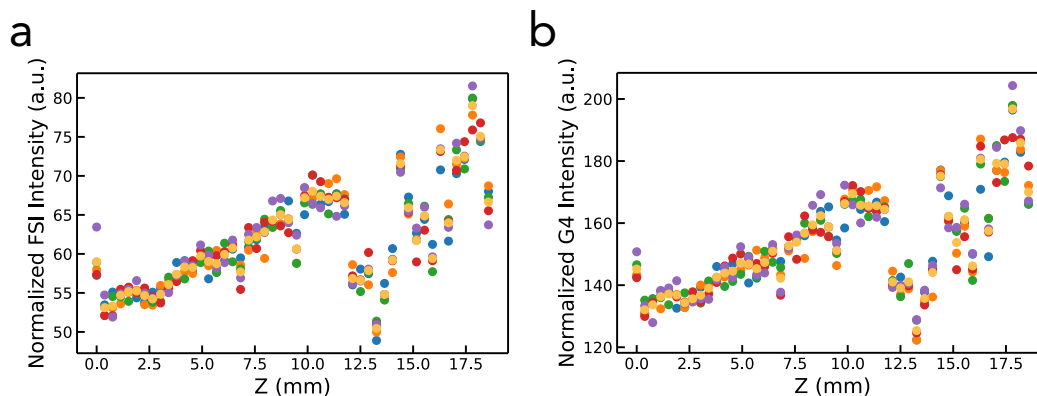 a
b
Normalized FSI Intensity (a.u.)
80
75
70
65
60
55
50
0.0 2.5 5.0 7.5 10.0 12.5 15.0 17.5
Z (mm)
Normalized G4 Intensity (a.u.)
200
180
160
140
120
0.0 2.5 5.0 7.5 10.0 12.5 15.0 17.5
Z (mm)